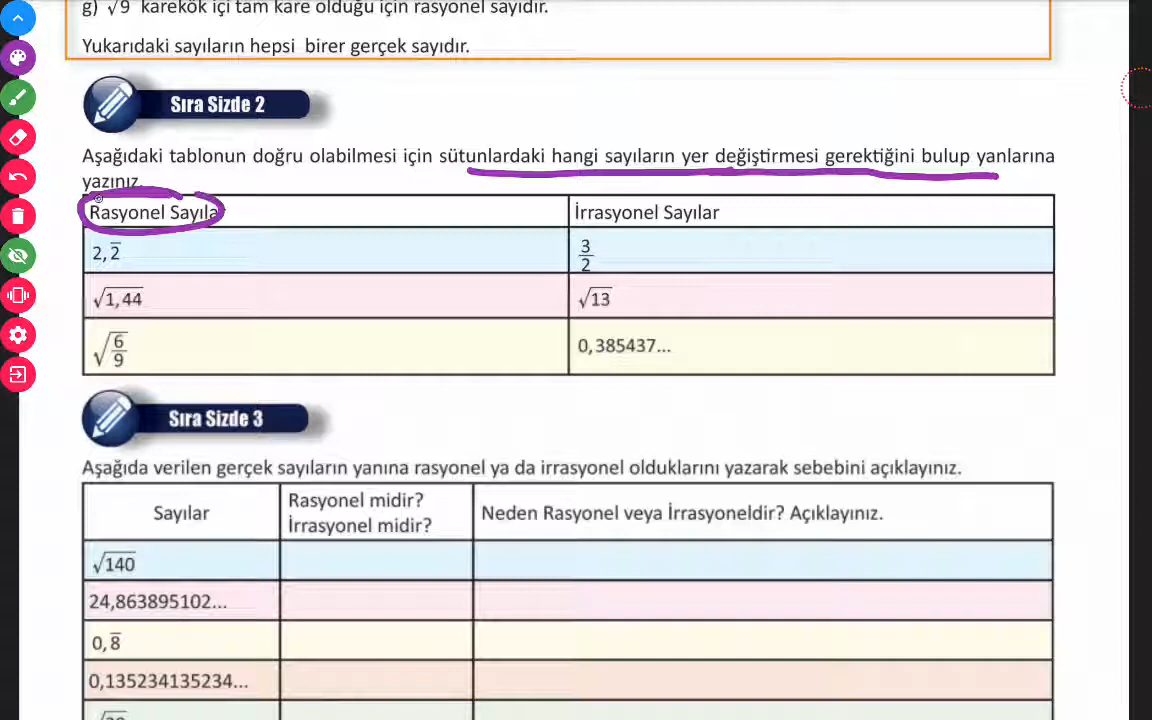 g) √9 karekök içi tam kare olduğu için rasyonel sayıdır.
Yukarıdaki sayıların hepsi birer gerçek sayıdır.
Sıra Sizde 2
Aşağıdaki tablonun doğru olabilmesi için sütunlardaki hangi sayıların yer değiştirmesi gerektiğini bulup yanlarına
yazınız.
Rasyonel Sayıla
İrrasyonel Sayılar
2,2̅
3/2
√1,44
√13
√6/9
0,385437...
Sıra Sizde 3
Aşağıda verilen gerçek sayıların yanına rasyonel ya da irrasyonel olduklarını yazarak sebebini açıklayınız.
Sayılar
Rasyonel midir?
İrrasyonel midir?
Neden Rasyonel veya İrrasyoneldir? Açıklayınız.
√140
24,863895102...
0,8̅
0,135234135234...